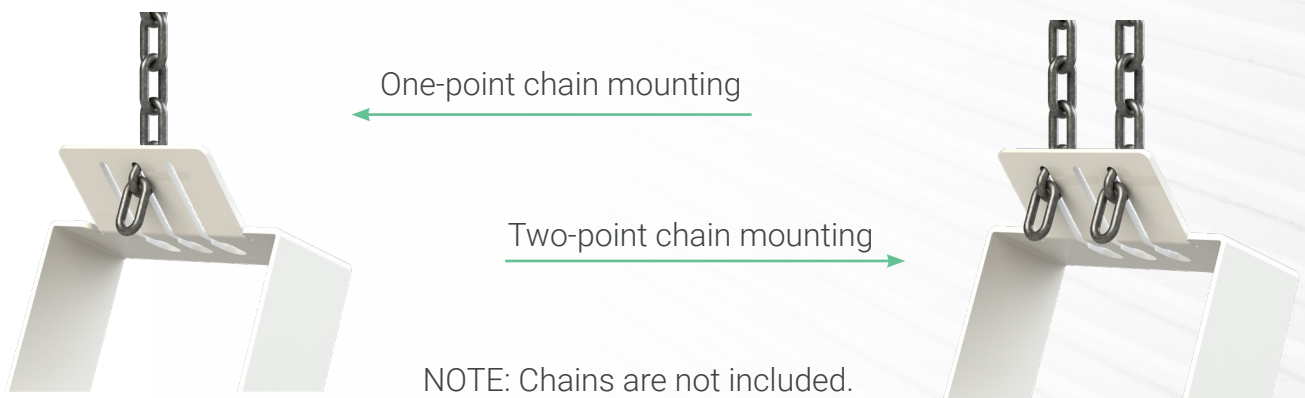 One-point chain mounting
Two-point chain mounting
NOTE: Chains are not included.